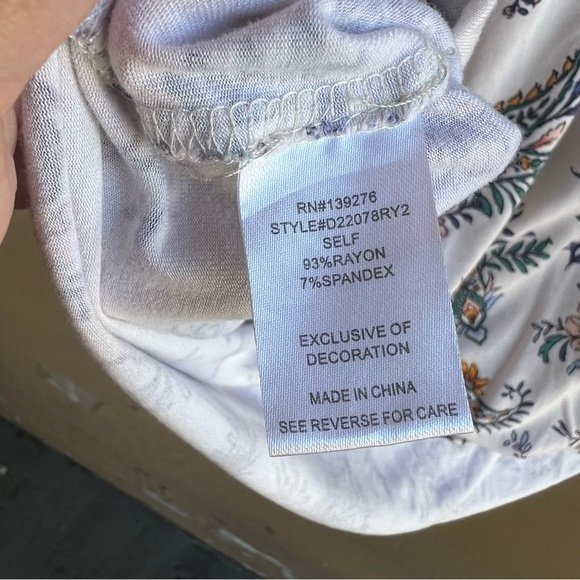 RN#139276
STYLE#D22078RY2
SELF
93%RAYON
7%SPANDEX
EXCLUSIVE OF
DECORATION
MADE IN CHINA
SEE REVERSE FOR CARE